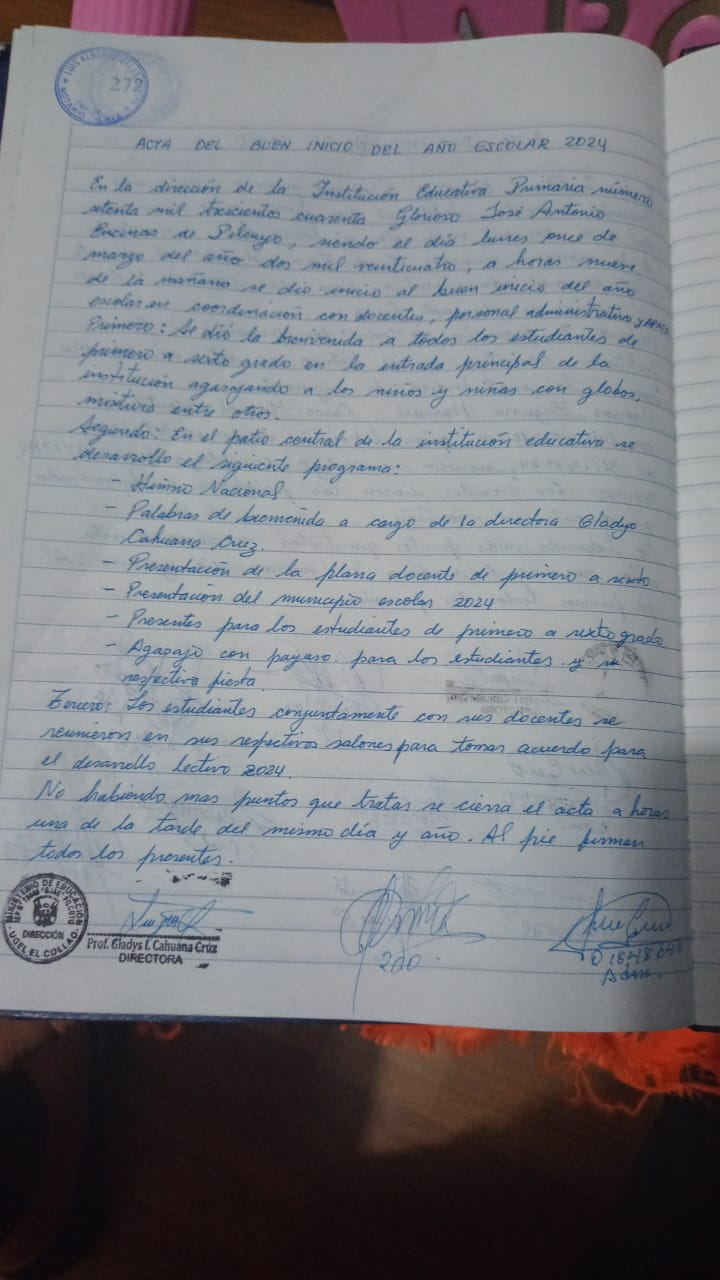 272
ACTA DEL BUEN INICIO DEL AÑO ESCOLAR 2024
En la dirección de la Institución Educativa Primaria número
setenta mil trescientos cuarenta Glorioso José Antonio
Encinas de Pilcuyo, siendo el día lunes once de
marzo del año dos mil veinticuatro, a horas nueve
de la mañana se dio inicio al buen inicio del año
escolar en coordinación con docentes, personal administrativo y APAFA
Primero: Se dió la bienvenida a todos los estudiantes de
primero a sexto grado en la entrada principal de la
institución agasajando a los niños y niñas con globos,
mixtura entre otros.
Segundo: En el patio central de la institución educativa se
desarrollo el siguiente programa:
- Himno Nacional
- Palabras de bienvenida a cargo de la directora Gladys
Cahuana Cruz.
- Presentación de la plana docente de primero a sexto
- Presentacion del municipio escolar 2024
- Presentes para los estudiantes de primero a sexto grado
- Agasajo con payaso. para los estudiantes y su
respectiva fiesta
Tercero: Los estudiantes conjuntamente con sus docentes se
reunieron en sus respectivos salones para tomar acuerdo para
el desarollo lectivo 2024.
No habiendo mas puntos que tratar se cierra el acta a horas
una de la tarde del mismo día y año. Al pie firman
todos los presentes.
MINISTERIO DE EDUCACIÓN
DIRECCIÓN
UGEL EL COLLAO
Prof. Gladys I. Cahuana Cruz
DIRECTORA
2do.
Adm.